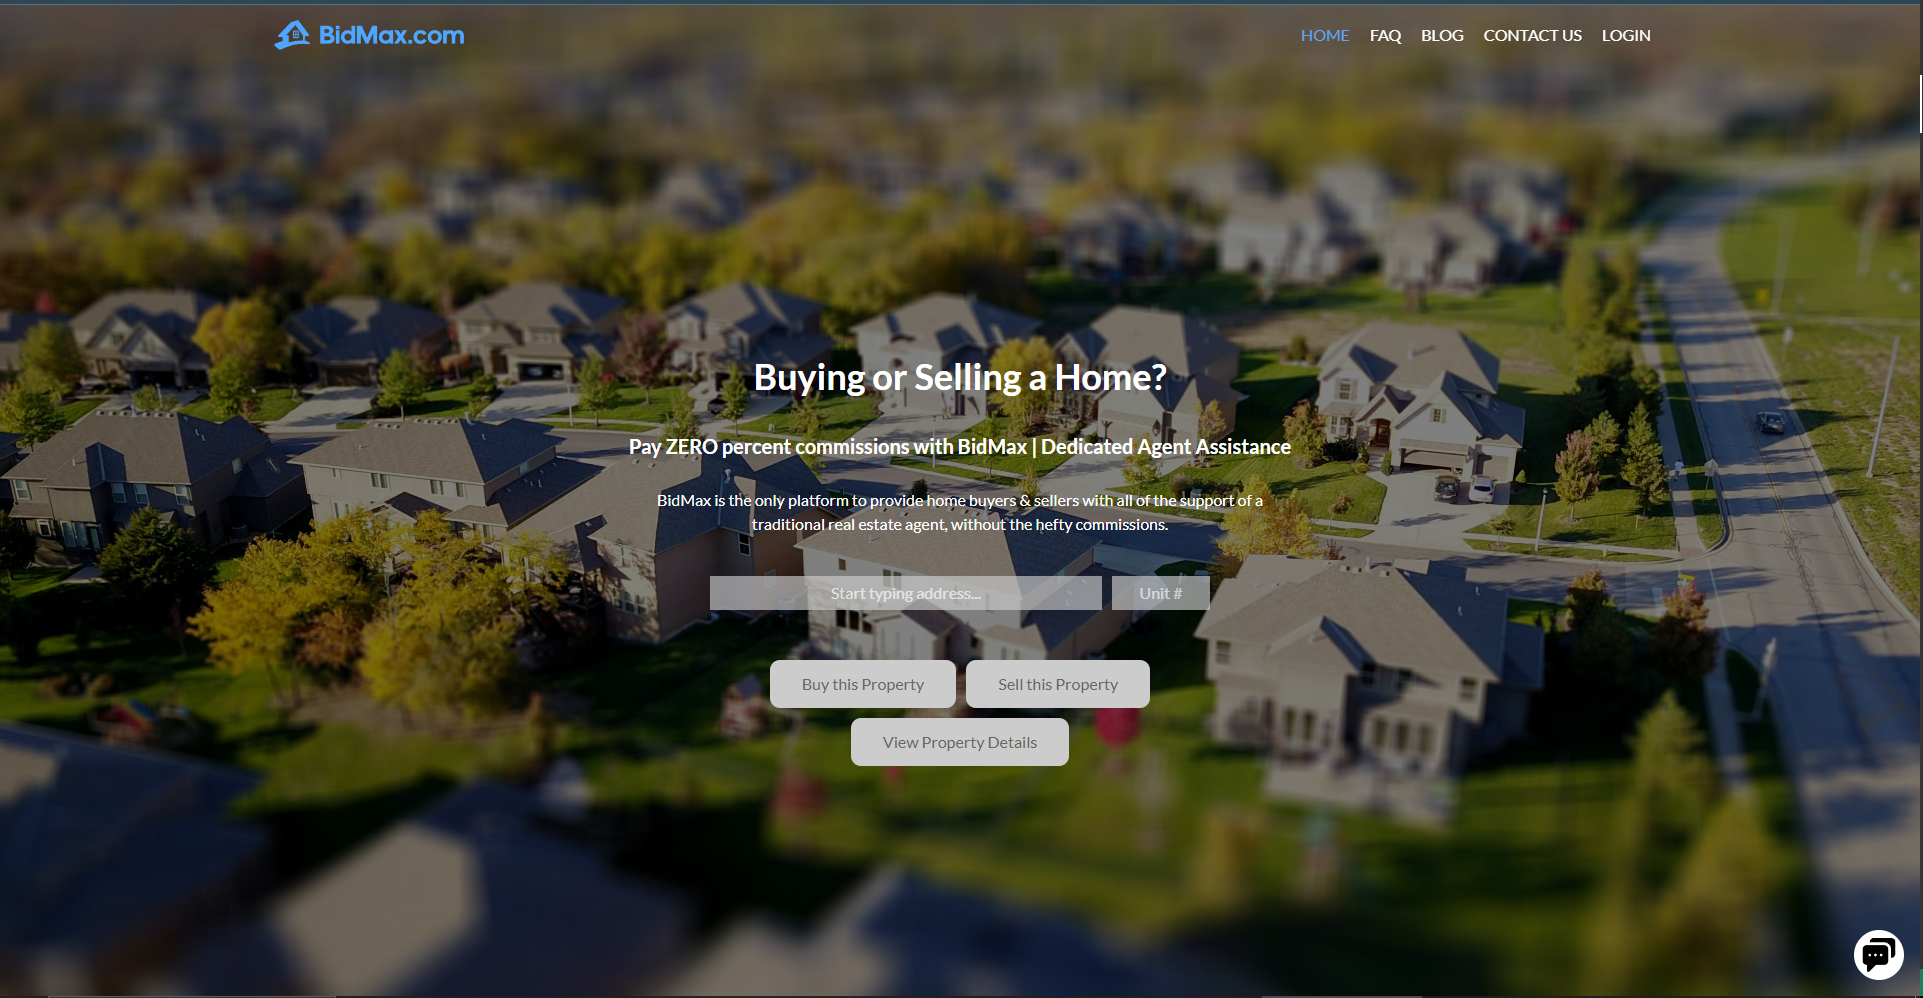 BidMax.com
HOME FAQ BLOG CONTACT US LOGIN
Buying or Selling a Home?
Pay ZERO percent commissions with BidMax | Dedicated Agent Assistance
BidMax is the only platform to provide home buyers & sellers with all of the support of a
traditional real estate agent, without the hefty commissions.
Start typing address... Unit #
Buy this Property Sell this Property
View Property Details